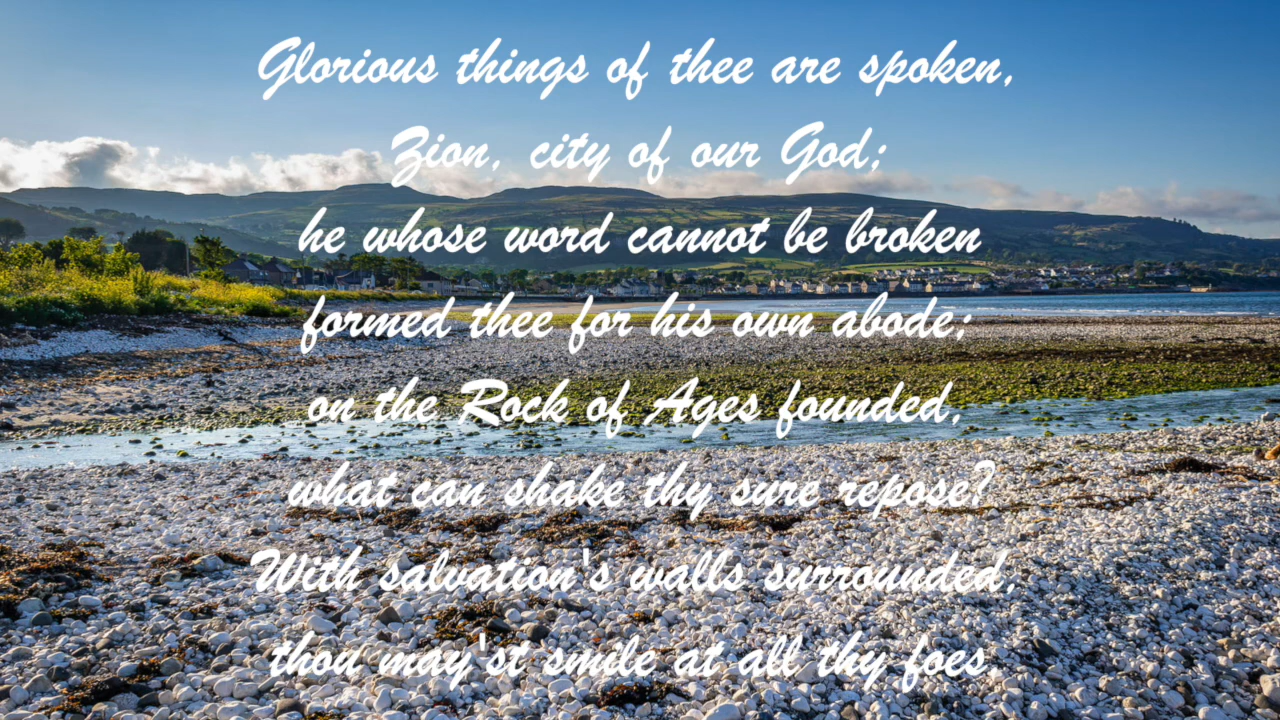 Glorious things of thee are spoken,
Zion, city of our God;
he whose word cannot be broken
formed thee for his own abode;
on the Rock of Ages founded,
what can shake thy sure repose?
With salvation's walls surrounded,
thou may'st smile at all thy foes.